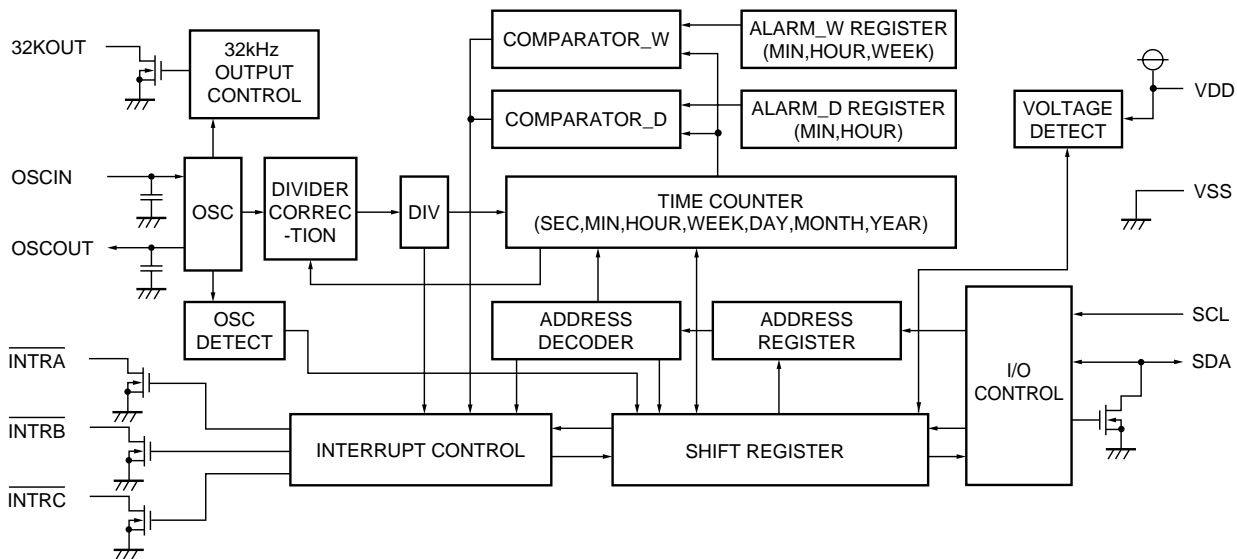 32KOUT
32kHz
OUTPUT
CONTROL
COMPARATOR_W
ALARM_W REGISTER
(MIN,HOUR,WEEK)
COMPARATOR_D
ALARM_D REGISTER
(MIN,HOUR)
VOLTAGE
DETECT
VDD
VSS
OSCIN
OSCOUT
OSC
DIVIDER
CORREC
-TION
DIV
TIME COUNTER
(SEC,MIN,HOUR,WEEK,DAY,MONTH,YEAR)
OSC
DETECT
ADDRESS
DECODER
ADDRESS
REGISTER
I/O
CONTROL
SCL
SDA
INTRA
INTRB
INTRC
INTERRUPT CONTROL
SHIFT REGISTER